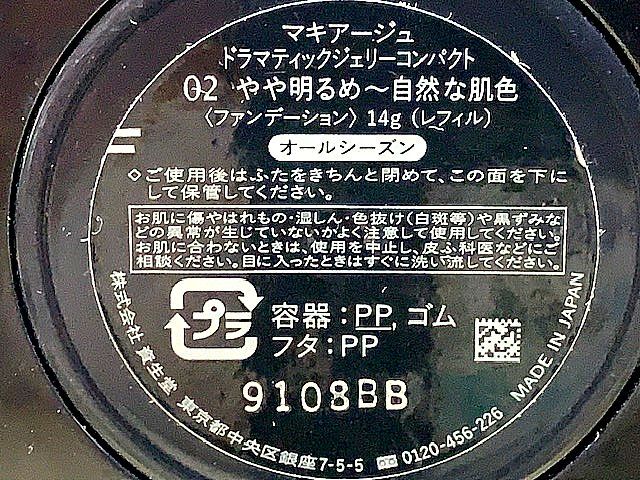 マキアージュ
ドラマティックジェリーコンパクト
02 やや明るめ〜自然な肌色
〈ファンデーション〉14g（レフィル）
オールシーズン
◇ご使用後はふたをきちんと閉めて、この面を下に
して保管してください。
お肌に傷やはれもの・湿しん・色抜け（白斑等）や黒ずみな
どの異常が生じていないかよく注意して使用してください。
お肌に合わないときは、使用を中止し、皮ふ科医などにご
相談ください。目に入ったときはすぐに洗い流してください。
プラ
容器：PP, ゴム
フタ：PP
9108BB
株式会社 資生堂 東京都中央区銀座7-5-5 0120-456-226 MADE IN JAPAN